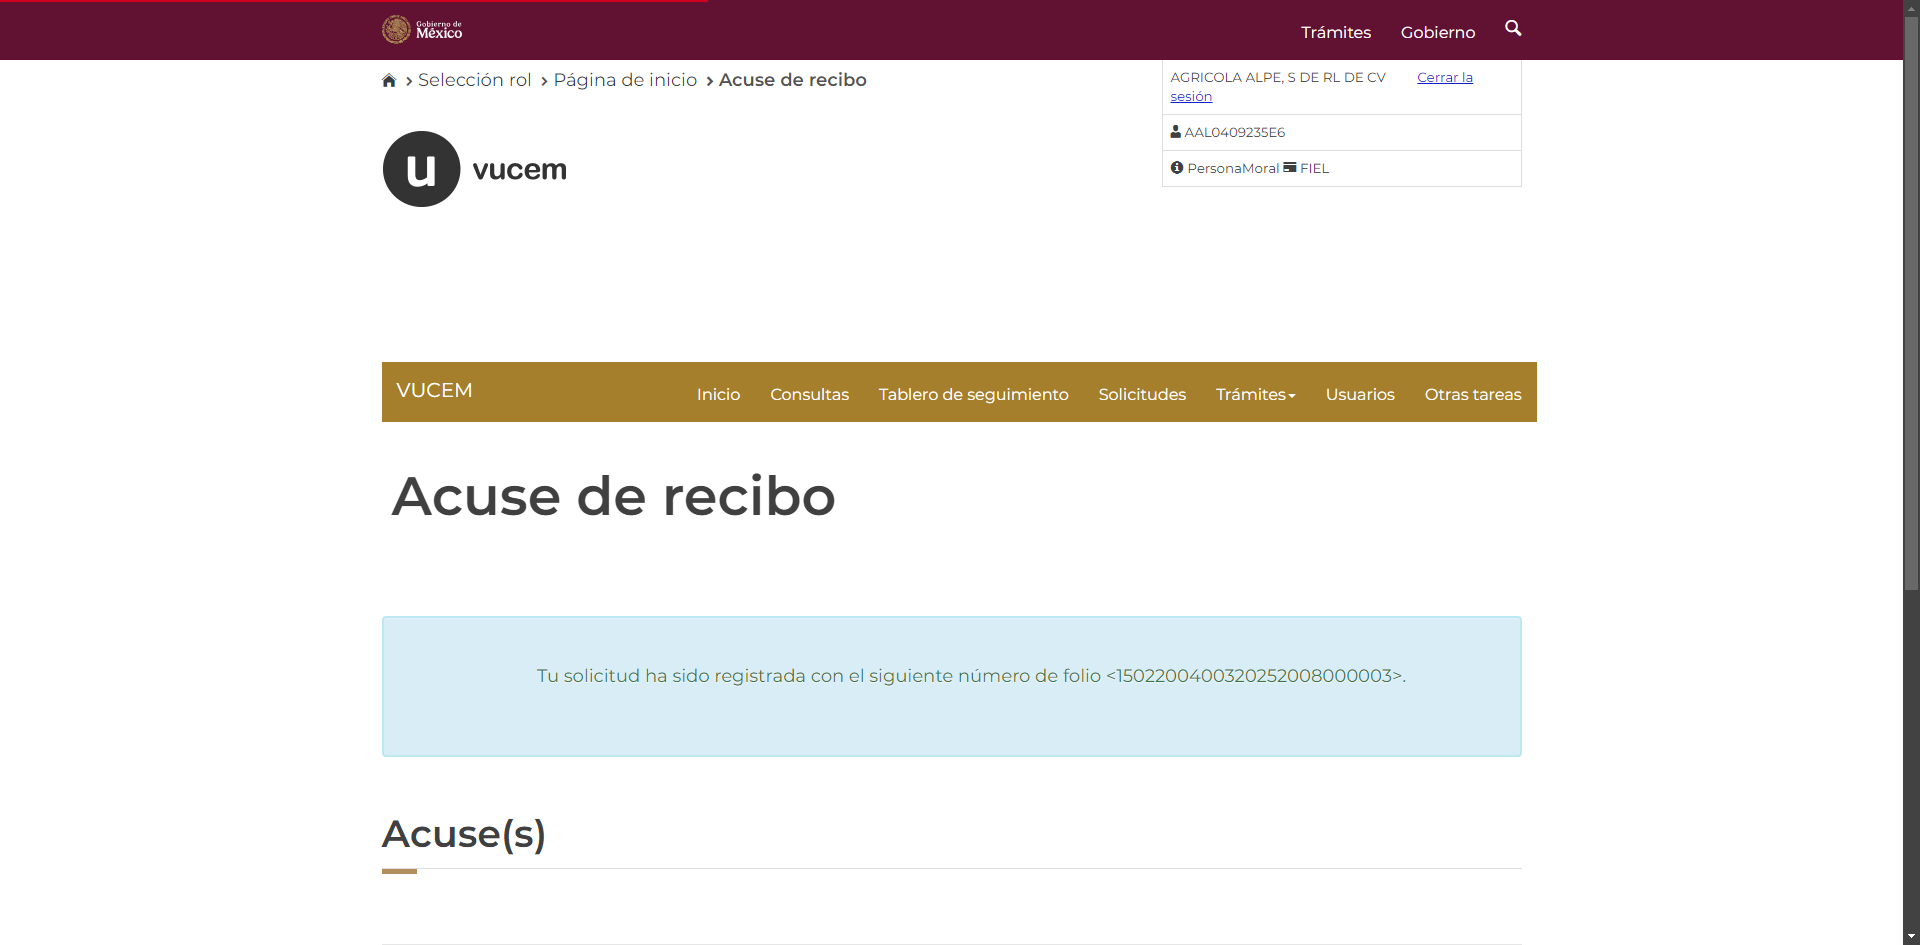 Gobierno de
México
Trámites
Gobierno
Selección rol
Página de inicio
Acuse de recibo
AGRICOLA ALPE, S DE RL DE CV
Cerrar la
sesión
AAL0409235E6
PersonaMoral
FIEL
u vucem
VUCEM
Inicio
Consultas
Tablero de seguimiento
Solicitudes
Trámites
Usuarios
Otras tareas
Acuse de recibo
Tu solicitud ha sido registrada con el siguiente número de folio <1502200400320252008000003>.
Acuse(s)